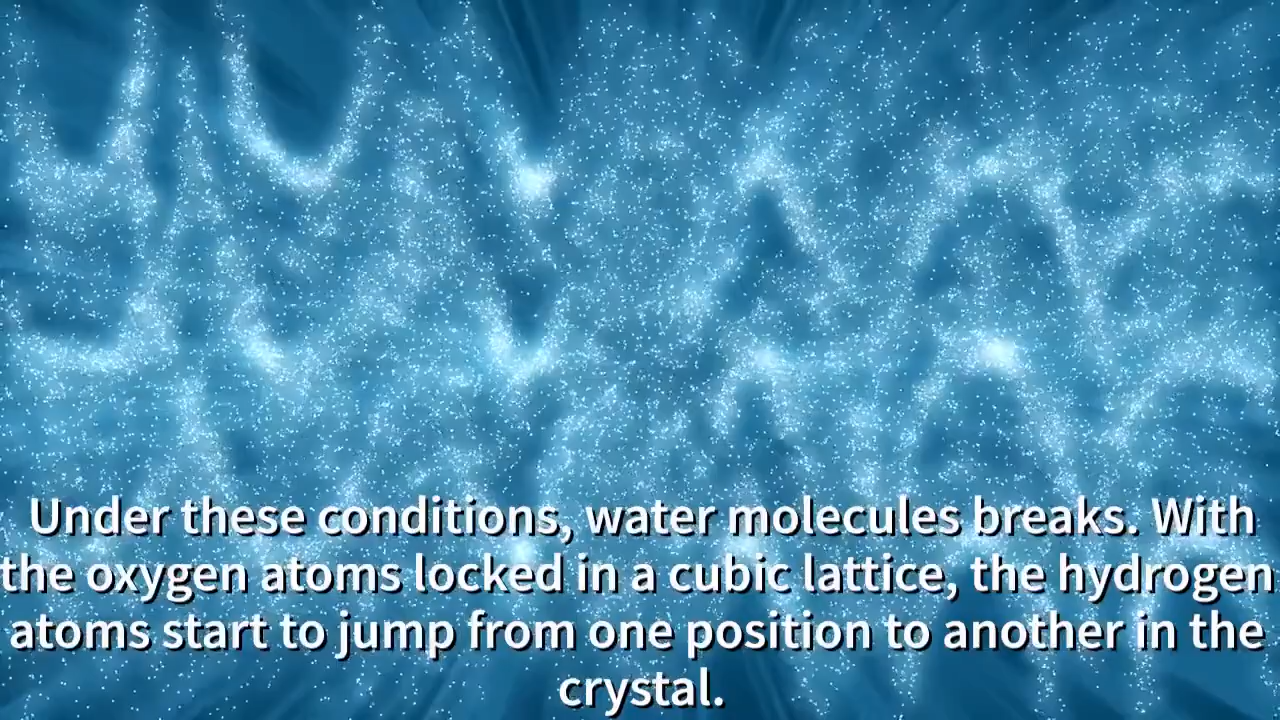 Under these conditions, water molecules breaks. With
the oxygen atoms locked in a cubic lattice, the hydrogen
atoms start to jump from one position to another in the
crystal.